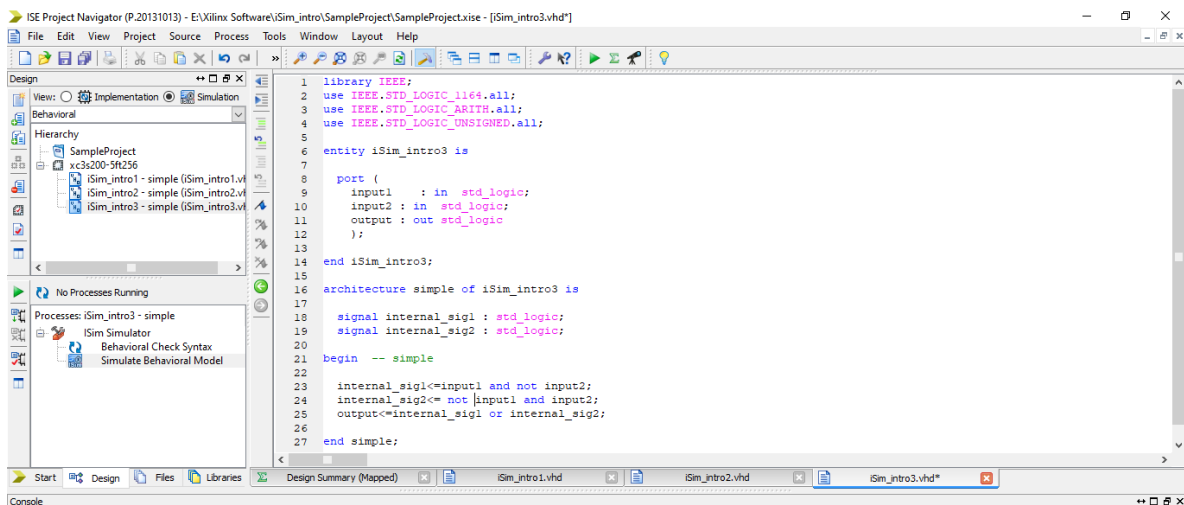 ISE Project Navigator (P.20131013) - E:\Xilinx Software\iSim_intro\SampleProject\SampleProject.xise - [iSim_intro3.vhd*]
File Edit View Project Source Process Tools Window Layout Help
»
Design
View: Implementation Simulation
Behavioral
Hierarchy
SampleProject
xc3s200-5ft256
iSim_intro1 - simple (iSim_intro1.vh
iSim_intro2 - simple (iSim_intro2.vh
iSim_intro3 - simple (iSim_intro3.vh
No Processes Running
Processes: iSim_intro3 - simple
ISim Simulator
Behavioral Check Syntax
Simulate Behavioral Model
1 library IEEE;
2 use IEEE.STD_LOGIC_1164.all;
3 use IEEE.STD_LOGIC_ARITH.all;
4 use IEEE.STD_LOGIC_UNSIGNED.all;
5
6 entity iSim_intro3 is
7
8 port (
9 input1 : in std_logic;
10 input2 : in std_logic;
11 output : out std_logic
12 );
13
14 end iSim_intro3;
15
16 architecture simple of iSim_intro3 is
17
18 signal internal_sig1 : std_logic;
19 signal internal_sig2 : std_logic;
20
21 begin -- simple
22
23 internal_sig1<=input1 and not input2;
24 internal_sig2<= not input1 and input2;
25 output<=internal_sig1 or internal_sig2;
26
27 end simple;
Start Design Files Libraries Design Summary (Mapped) iSim_intro1.vhd iSim_intro2.vhd iSim_intro3.vhd*
Console